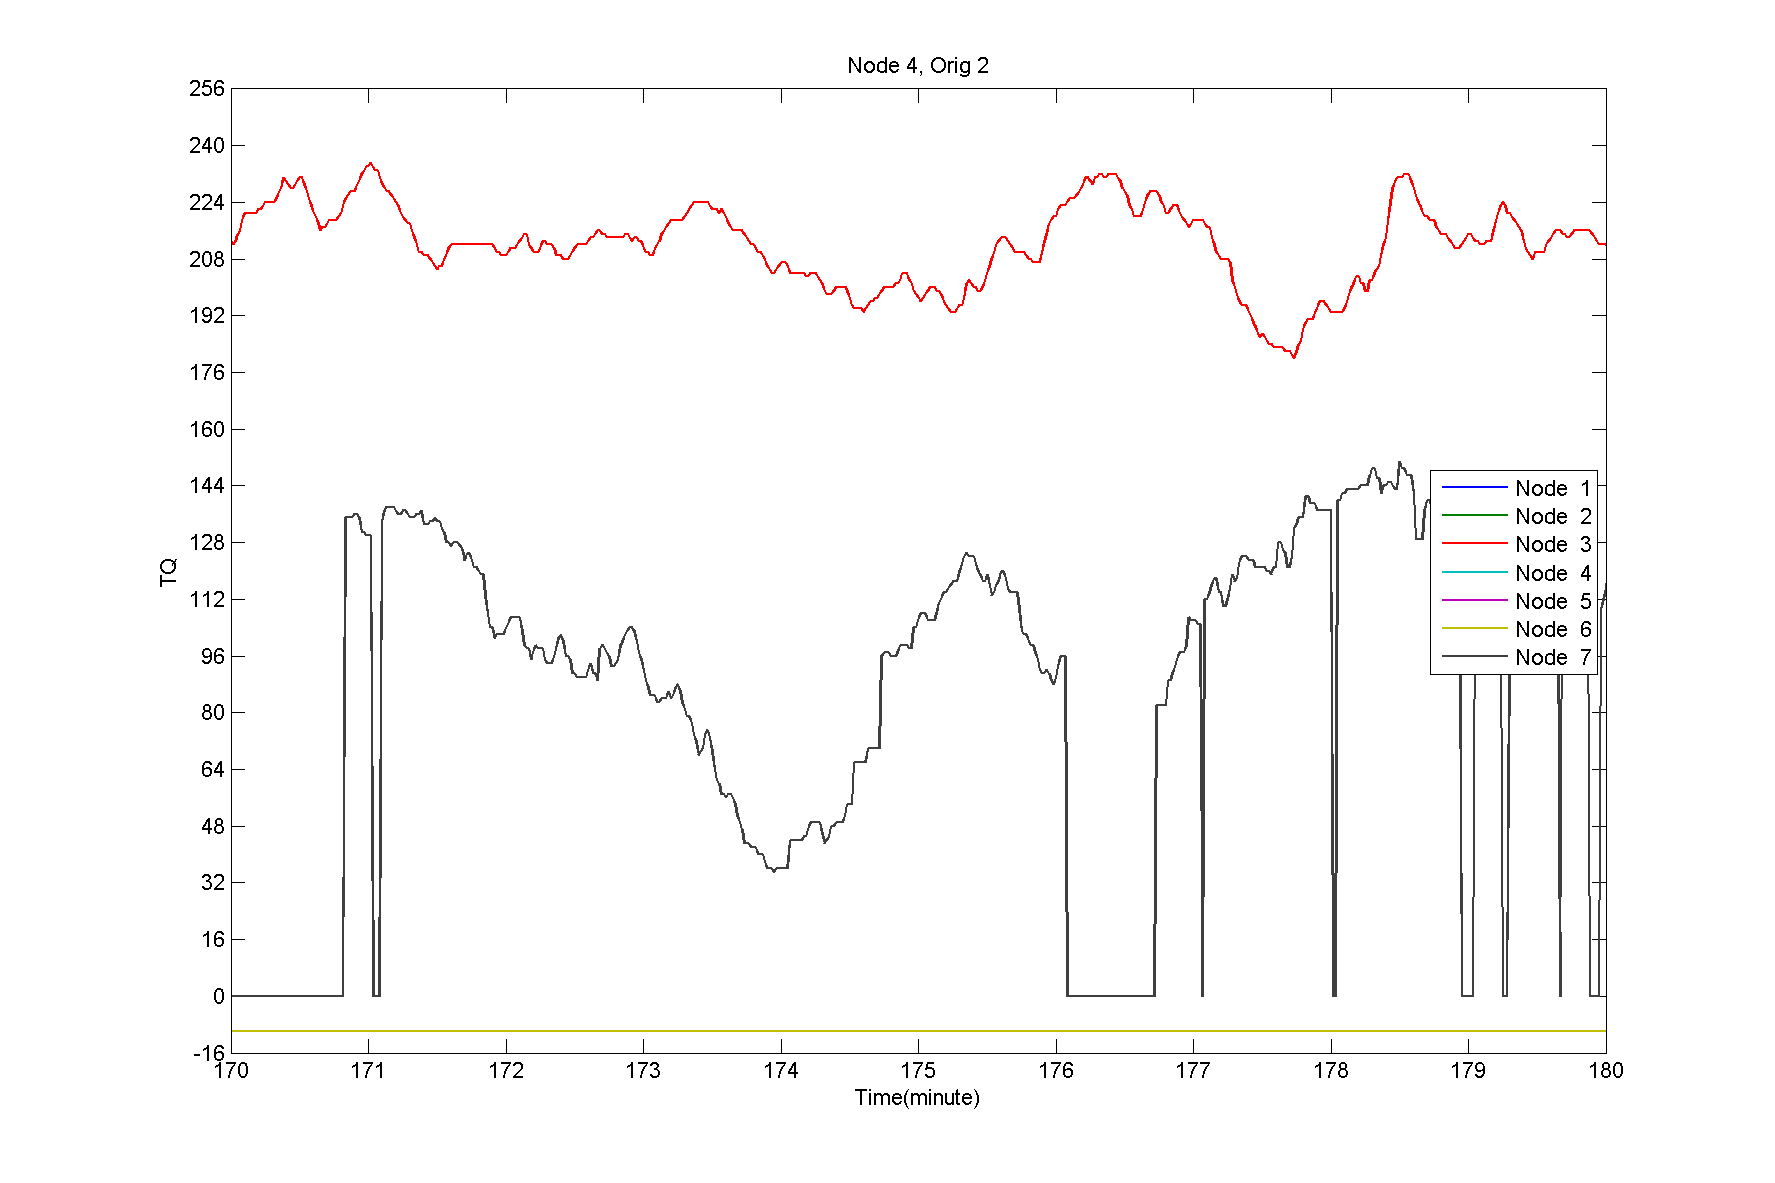 Node 4, Orig 2
256
240
224
208
192
176
160
144
128
112
96
80
64
48
32
16
0
-16
TQ
Node 1
Node 2
Node 3
Node 4
Node 5
Node 6
Node 7
170 171 172 173 174 175 176 177 178 179 180
Time(minute)